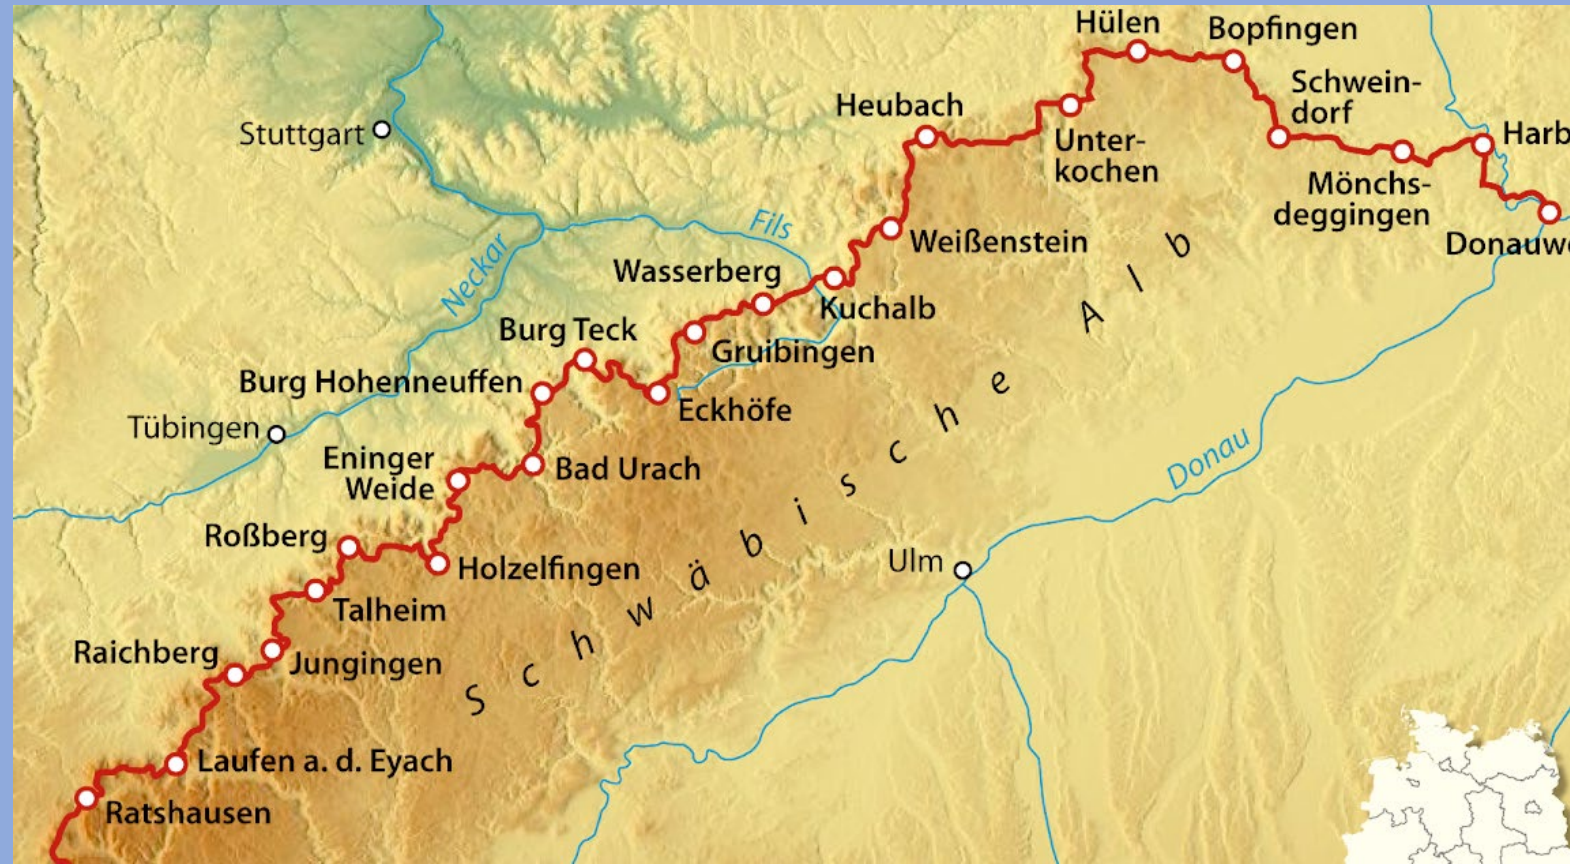 Hülen
Bopfingen
Schwein-
dorf
Heubach
Stuttgart
Unter-
kochen
Harb
Mönchs-
deggingen
Fils
Weißenstein
Donauwe
Neckar
Wasserberg
Kuchalb
Burg Teck
Gruibingen
Burg Hohenneuffen
Eckhöfe
Tübingen
Eninger
Weide
Bad Urach
Donau
Schwäbische Alb
Roßberg
Holzelfingen
Ulm
Talheim
Raichberg
Jungingen
Laufen a. d. Eyach
Ratshausen